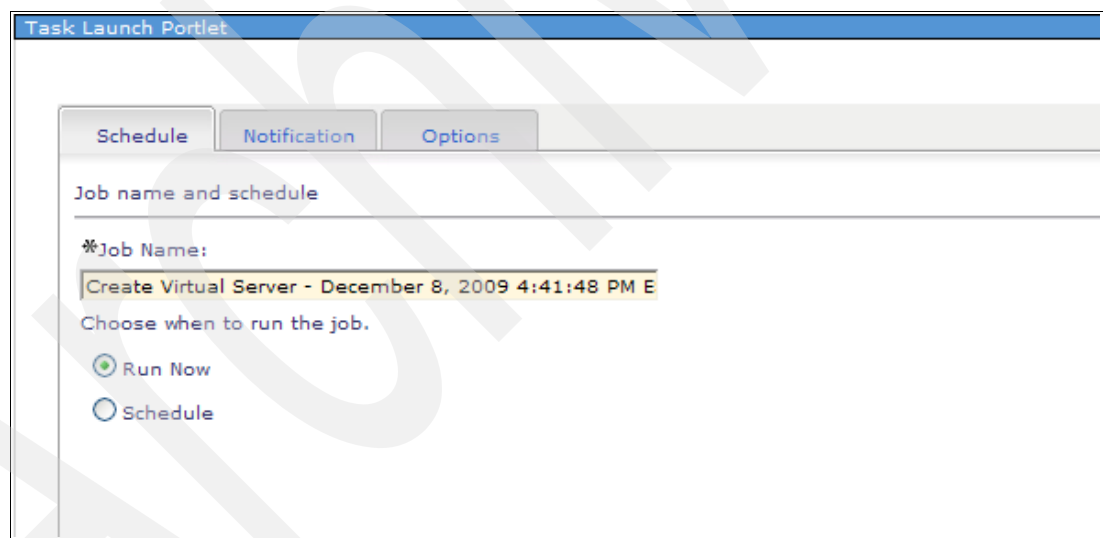 Task Launch Portlet
Schedule Notification Options
Job name and schedule
*Job Name:
Create Virtual Server - December 8, 2009 4:41:48 PM E
Choose when to run the job.
Run Now
Schedule